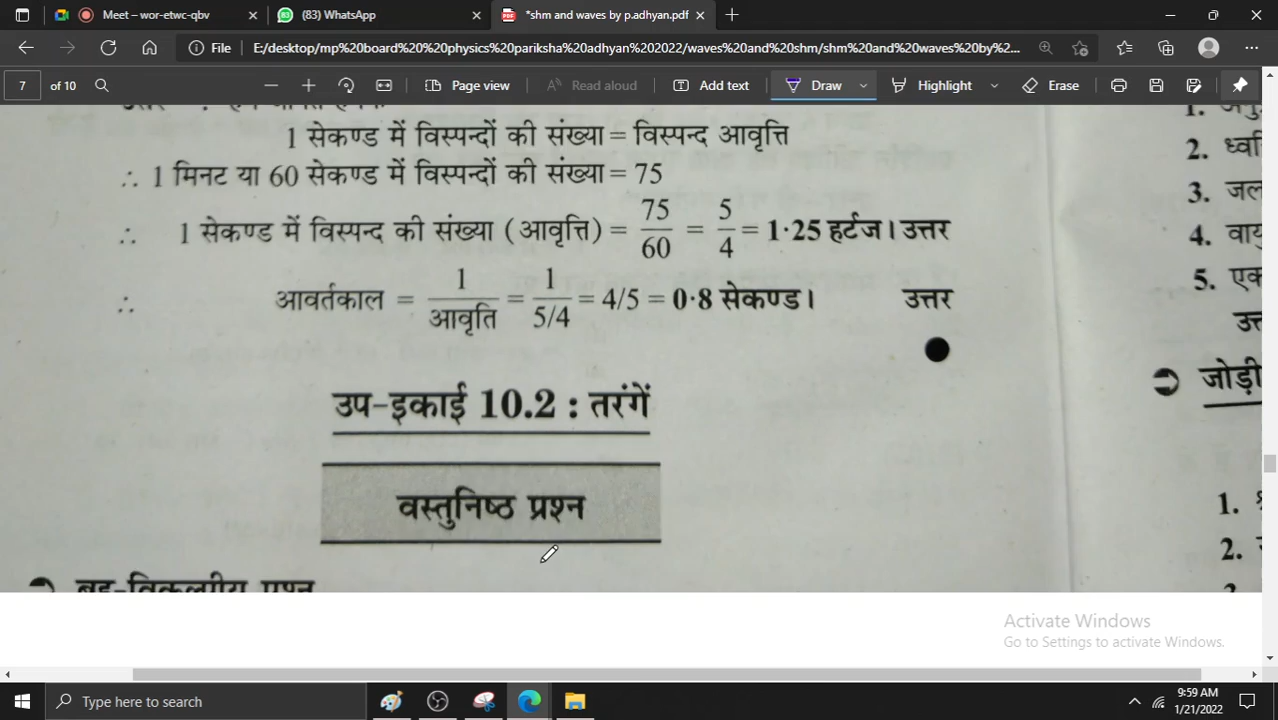 Meet – wor-etwc-qbv
(83) WhatsApp
*shm and waves by p.adhyan.pdf
File
E:/desktop/mp%20board%20%20physics%20pariksha%20adhyan%202022/waves%20and%20shm/shm%20and%20waves%20by%...
7 of 10
Page view
Read aloud
Add text
Draw
Highlight
Erase
1 सेकण्ड में विस्पन्दों की संख्या = विस्पन्द आवृत्ति
∴ 1 मिनट या 60 सेकण्ड में विस्पन्दों की संख्या = 75
∴ 1 सेकण्ड में विस्पन्द की संख्या (आवृत्ति) = 75/60 = 5/4 = 1·25 हर्टज। उत्तर
∴ आवर्तकाल = 1/आवृति = 1/5/4 = 4/5 = 0·8 सेकण्ड। उत्तर
उप-इकाई 10.2 : तरंगें
वस्तुनिष्ठ प्रश्न
बहु-विकल्पीय प्रश्न
1.
2.
3. जल
4.
5. एक
जोड़ी
1.
2.
Activate Windows
Go to Settings to activate Windows.
Type here to search
9:59 AM
1/21/2022